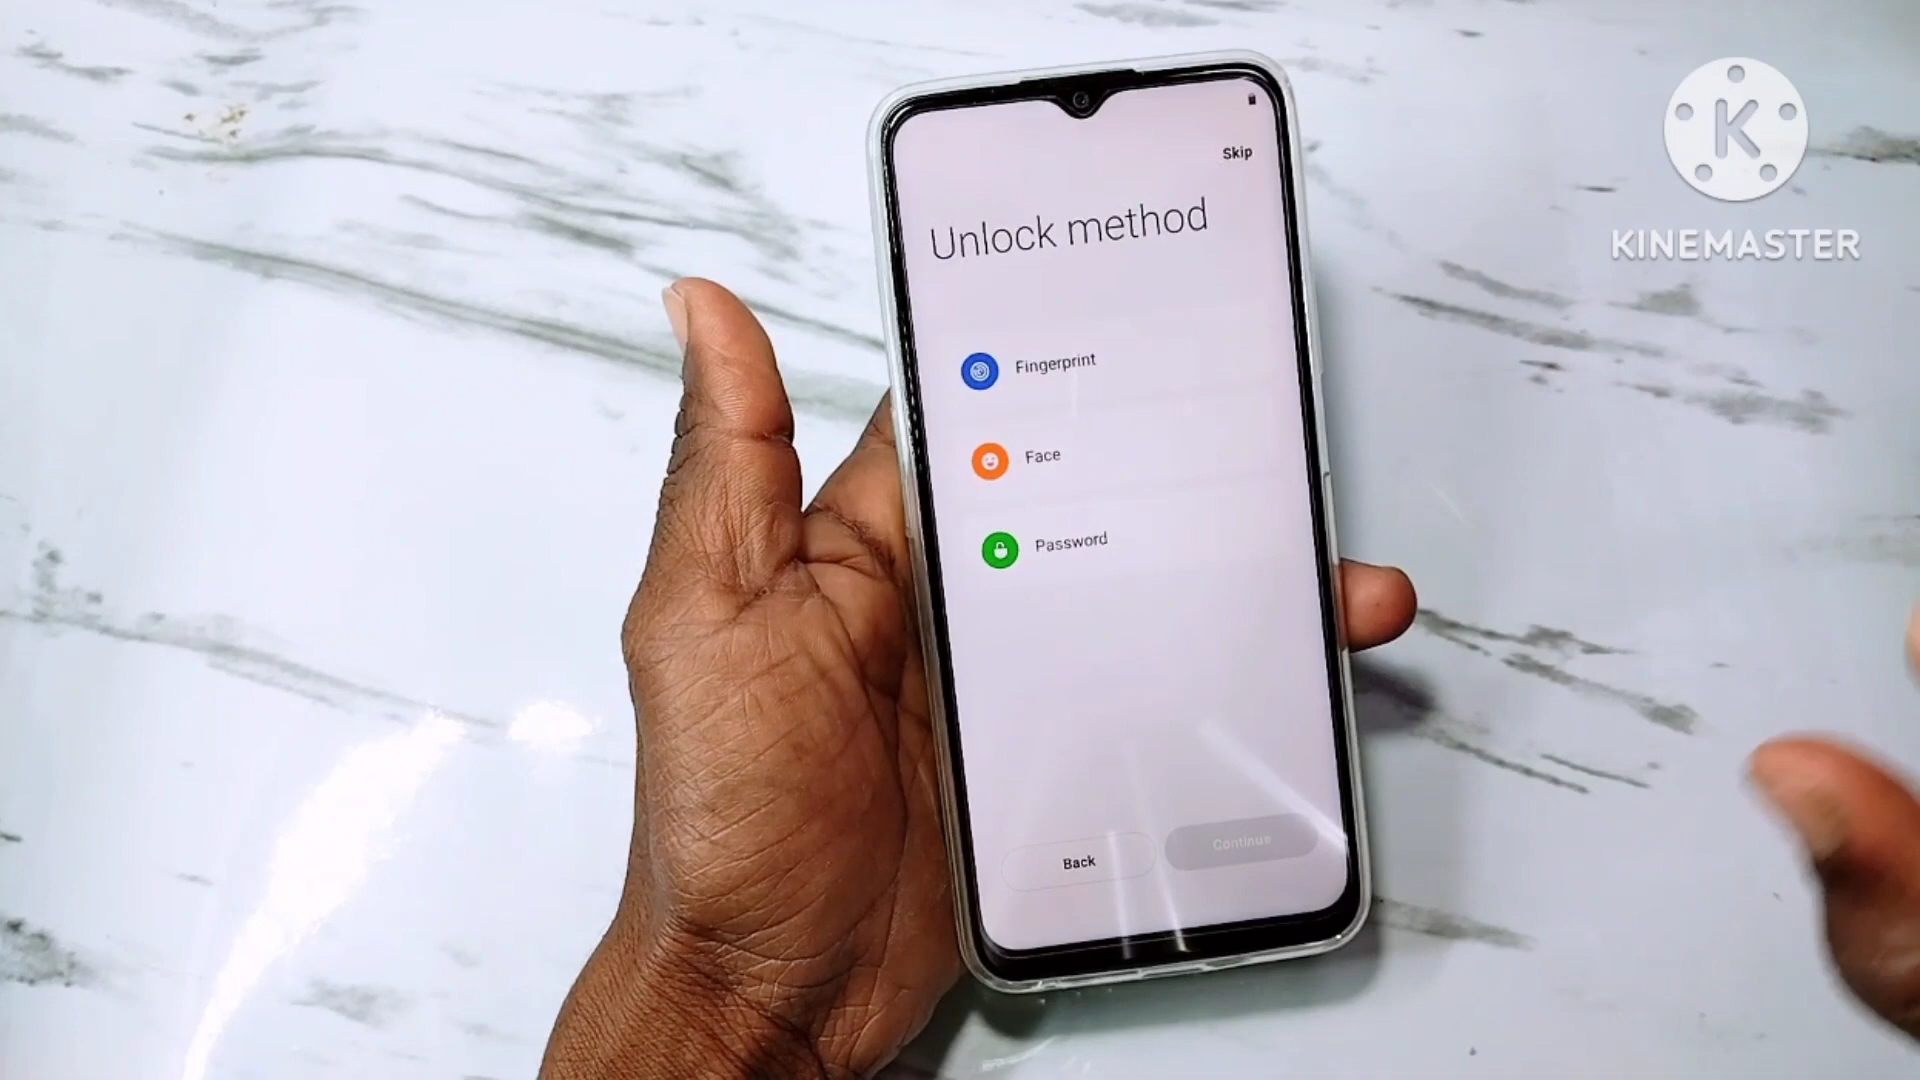 K
KINEMASTER
Skip
Unlock method
Fingerprint
Face
Password
Back
Continue